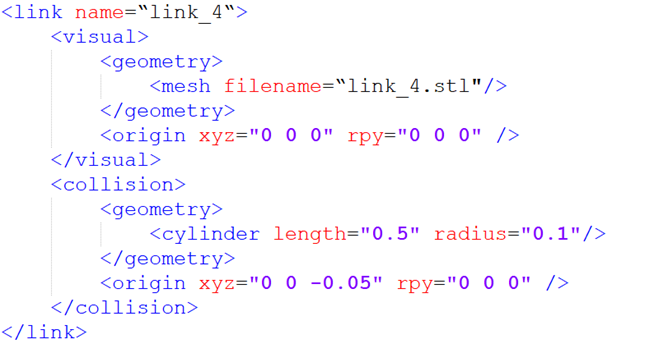 <link name=“link_4“>
<visual>
<geometry>
<mesh filename=“link_4.stl"/>
</geometry>
<origin xyz="0 0 0" rpy="0 0 0" />
</visual>
<collision>
<geometry>
<cylinder length="0.5" radius="0.1"/>
</geometry>
<origin xyz="0 0 -0.05" rpy="0 0 0" />
</collision>
</link>